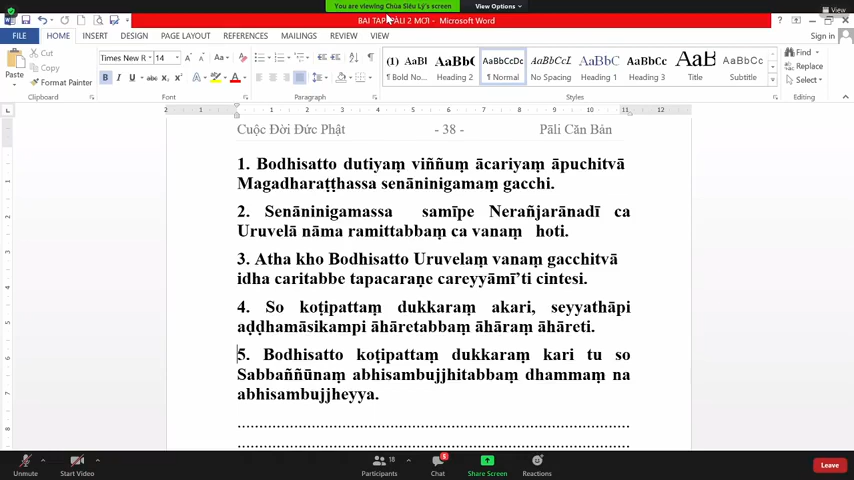 You are viewing Chùa Siêu Lý's screen
View Options
BAI TAP PALI 2 MOI - Microsoft Word
View
FILE HOME INSERT DESIGN PAGE LAYOUT REFERENCES MAILINGS REVIEW VIEW
Sign in
Paste
Cut
Copy
Format Painter
Clipboard
Times New R 14
Font
Paragraph
(1) AaBl AaBbC AaBbCcDc AaBbCcL AaBbC AaBbCc AaB AaBbCc
¶ Bold No... Heading 2 ¶ Normal No Spacing Heading 1 Heading 3 Title Subtitle
Styles
Find
Replace
Select
Editing
Cuộc Đời Đức Phật - 38 - Pāli Căn Bản
1. Bodhisatto dutiyaṃ viññuṃ ācariyaṃ āpuchitvā
Magadharaṭṭhassa senāninigamaṃ gacchi.
2. Senāninigamassa samīpe Nerañjarānadī ca
Uruvelā nāma ramittabbaṃ ca vanaṃ hoti.
3. Atha kho Bodhisatto Uruvelaṃ vanaṃ gacchitvā
idha caritabbe tapacaraṇe careyyāmī'ti cintesi.
4. So koṭipattaṃ dukkaraṃ akari, seyyathāpi
aḍḍhamāsikampi āhāretabbaṃ āhāraṃ āhāreti.
5. Bodhisatto koṭipattaṃ dukkaraṃ kari tu so
Sabbaññūnaṃ abhisambujjhitabbaṃ dhammaṃ na
abhisambujjheyya.
Unmute
Start Video
18
Participants
5
Chat
Share Screen
Reactions
Leave